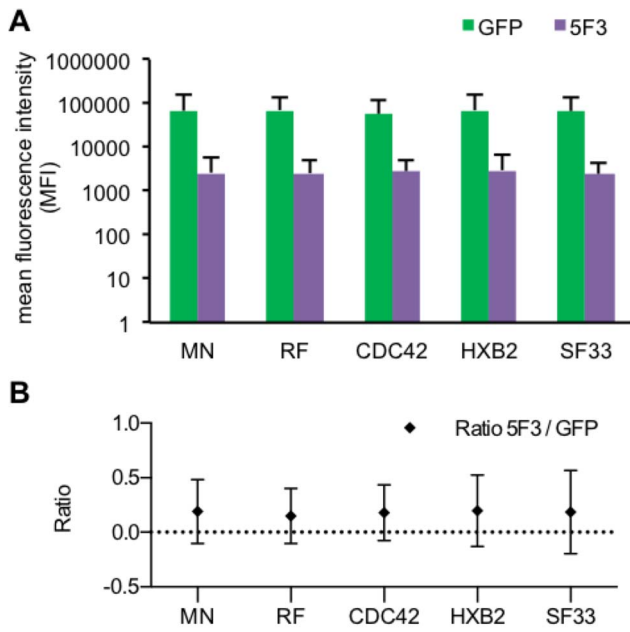 A
GFP 5F3
mean fluorescence intensity
(MFI)
1000000
100000
10000
1000
100
10
1
MN RF CDC42 HXB2 SF33
B
Ratio 5F3 / GFP
Ratio
1.0
0.5
0.0
-0.5
MN RF CDC42 HXB2 SF33